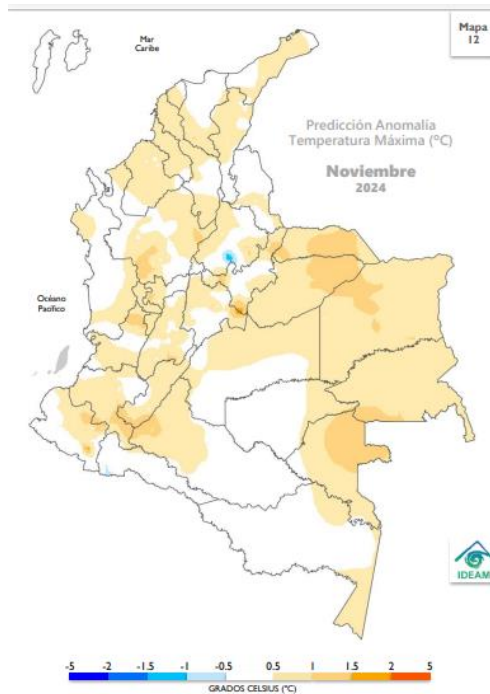 Mapa
12
Mar
Caribe
Predicción Anomalía
Temperatura Máxima (°C)
Noviembre
2024
Océano
Pacífico
IDEAM
-5 -2 -1.5 -1 -0.5 0.5 1 1.5 2 5
GRADOS CELSIUS (°C)